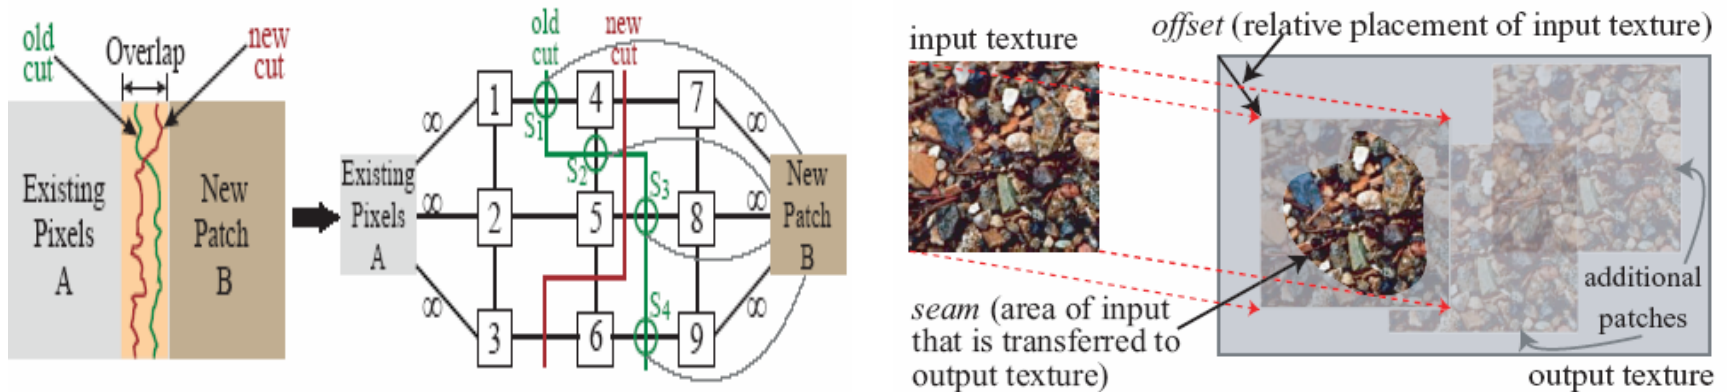 old
cut
Overlap
new
cut
Existing
Pixels
A
New
Patch
B
old
cut
new
cut
1
4
7
S1
∞
∞
S2
Existing
Pixels
A
∞
2
5
S3
8
∞
New
Patch
B
∞
3
6
S4
9
∞
offset (relative placement of input texture)
input texture
seam (area of input
that is transferred to
output texture)
additional
patches
output texture